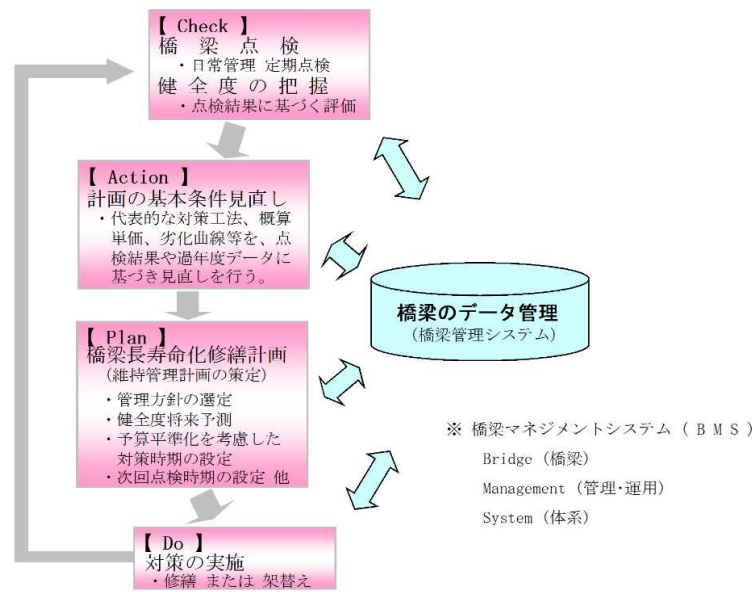 【 Check 】
橋 梁 点 検
・日常管理 定期点検
健 全 度 の 把 握
・点検結果に基づく評価
【 Action 】
計画の基本条件見直し
・代表的な対策工法、概算
単価、劣化曲線等を、点
検結果や過年度データに
基づき見直しを行う。
【 Plan 】
橋梁長寿命化修繕計画
(維持管理計画の策定)
・管理方針の選定
・健全度将来予測
・予算平準化を考慮した
対策時期の設定
・次回点検時期の設定 他
【 Do 】
対策の実施
・修繕 または 架替え
橋梁のデータ管理
(橋梁管理システム)
※ 橋梁マネジメントシステム ( B M S )
Bridge (橋梁)
Management (管理・運用)
System (体系)